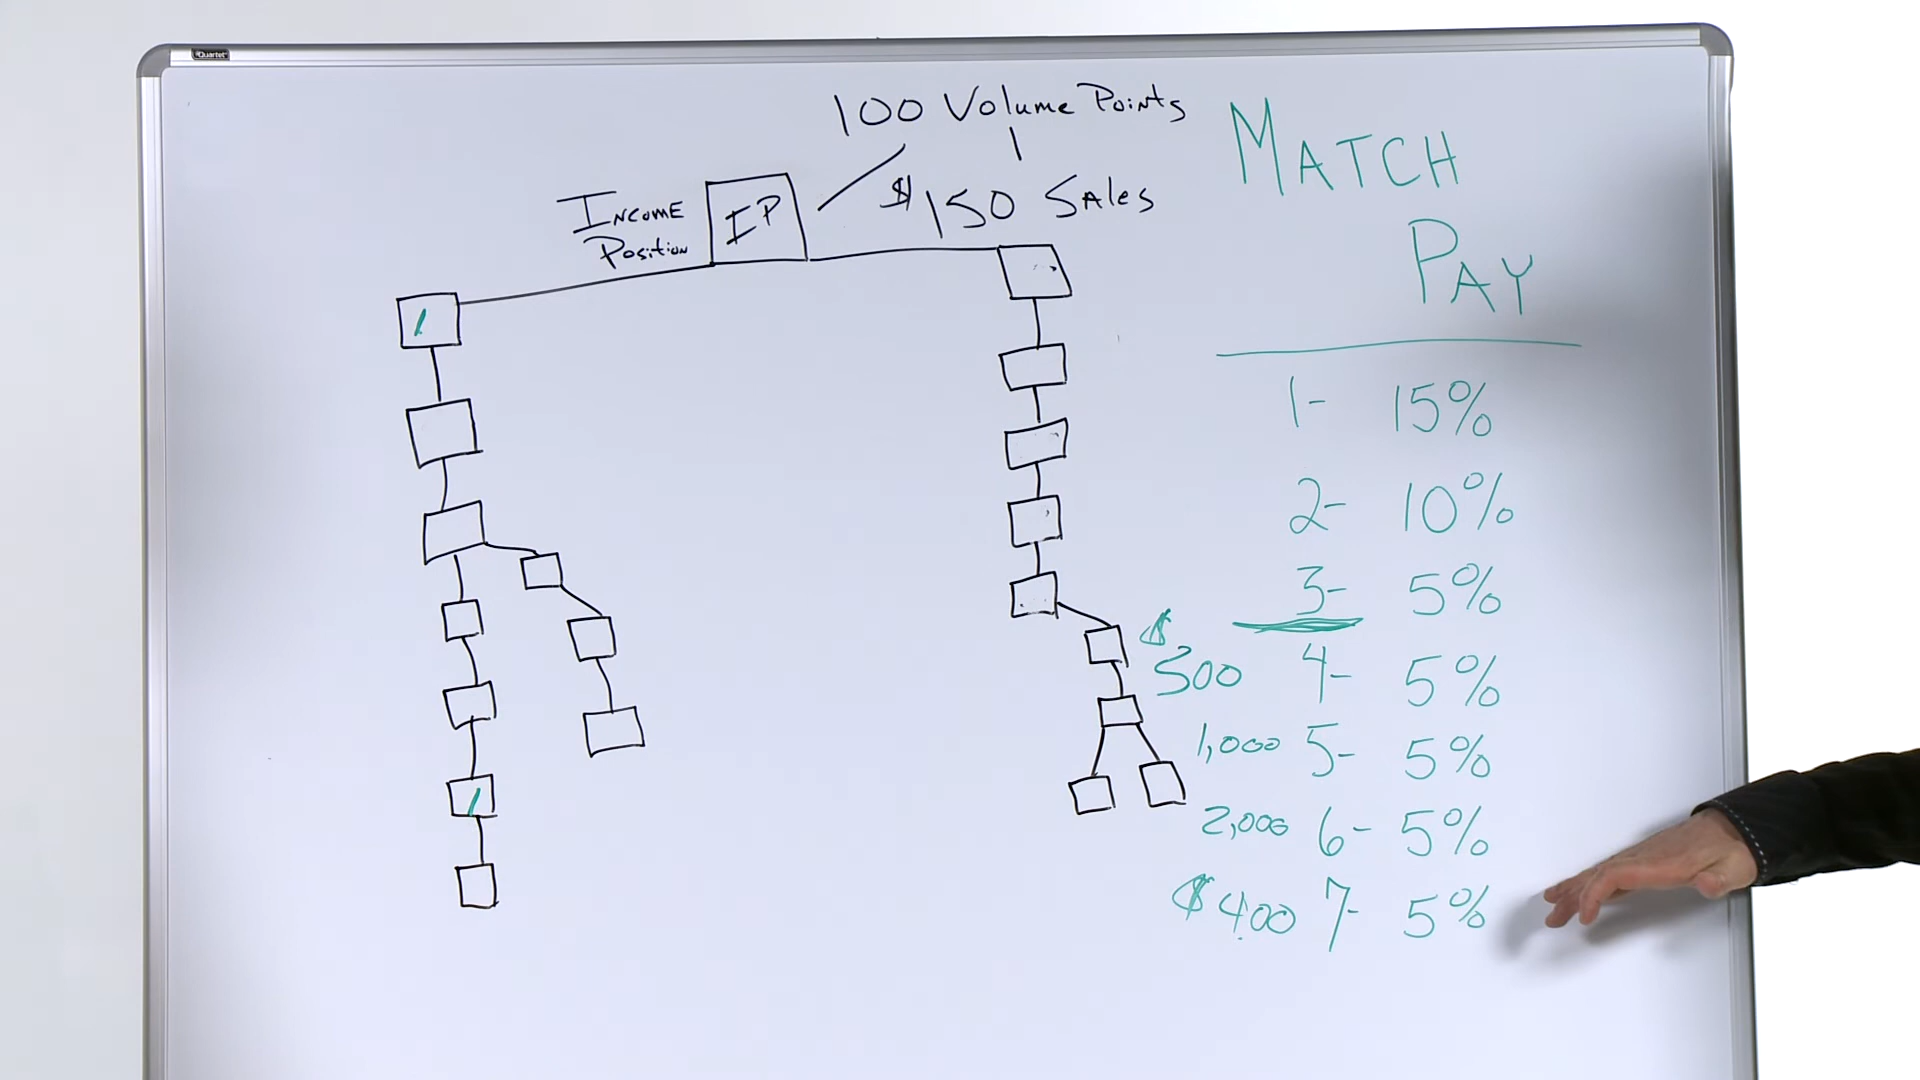 Quartet
100 Volume Points
$150 Sales
Income
Position
IP
MATCH
PAY
1- 15%
2- 10%
3- 5%
$
500 4- 5%
1,000 5- 5%
2,000 6- 5%
$400 7- 5%